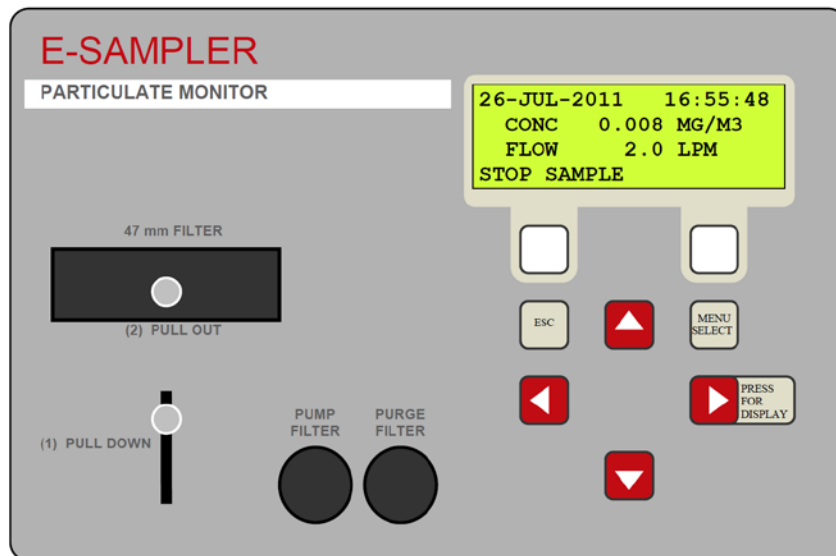 E-SAMPLER
PARTICULATE MONITOR
26-JUL-2011 16:55:48
CONC 0.008 MG/M3
FLOW 2.0 LPM
STOP SAMPLE
47 mm FILTER
(2) PULL OUT
(1) PULL DOWN
PUMP
FILTER
PURGE
FILTER
ESC
MENU
SELECT
PRESS
FOR
DISPLAY